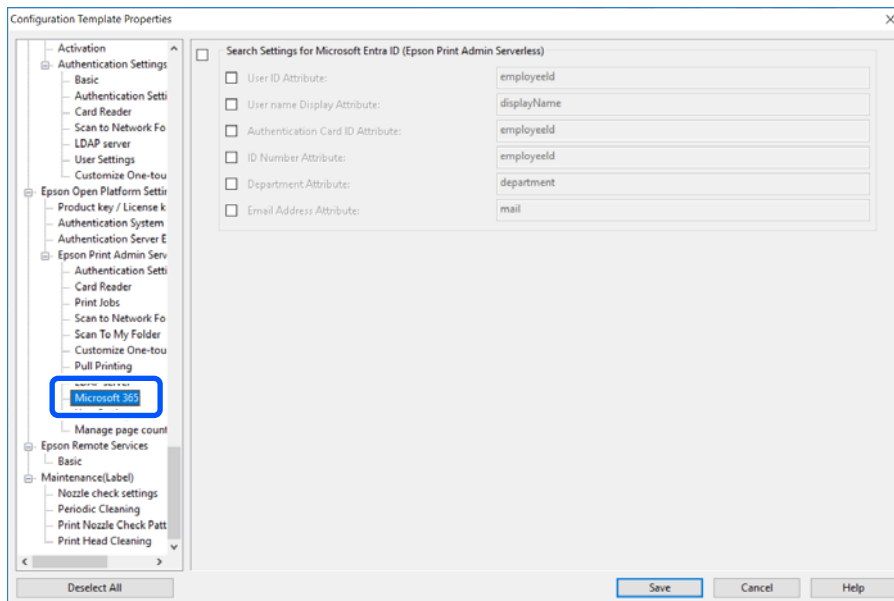 Configuration Template Properties
Activation
Authentication Settings
Basic
Authentication Setti
Card Reader
Scan to Network Fo
LDAP server
User Settings
Customize One-tou
Epson Open Platform Settin
Product key / License k
Authentication System
Authentication Server E
Epson Print Admin Serv
Authentication Setti
Card Reader
Print Jobs
Scan to Network Fo
Scan To My Folder
Customize One-tou
Pull Printing
LDAP server
Microsoft 365
Manage page count
Epson Remote Services
Basic
Maintenance(Label)
Nozzle check settings
Periodic Cleaning
Print Nozzle Check Patt
Print Head Cleaning
Deselect All
Search Settings for Microsoft Entra ID (Epson Print Admin Serverless)
User ID Attribute: employeeId
User name Display Attribute: displayName
Authentication Card ID Attribute: employeeId
ID Number Attribute: employeeId
Department Attribute: department
Email Address Attribute: mail
Save Cancel Help